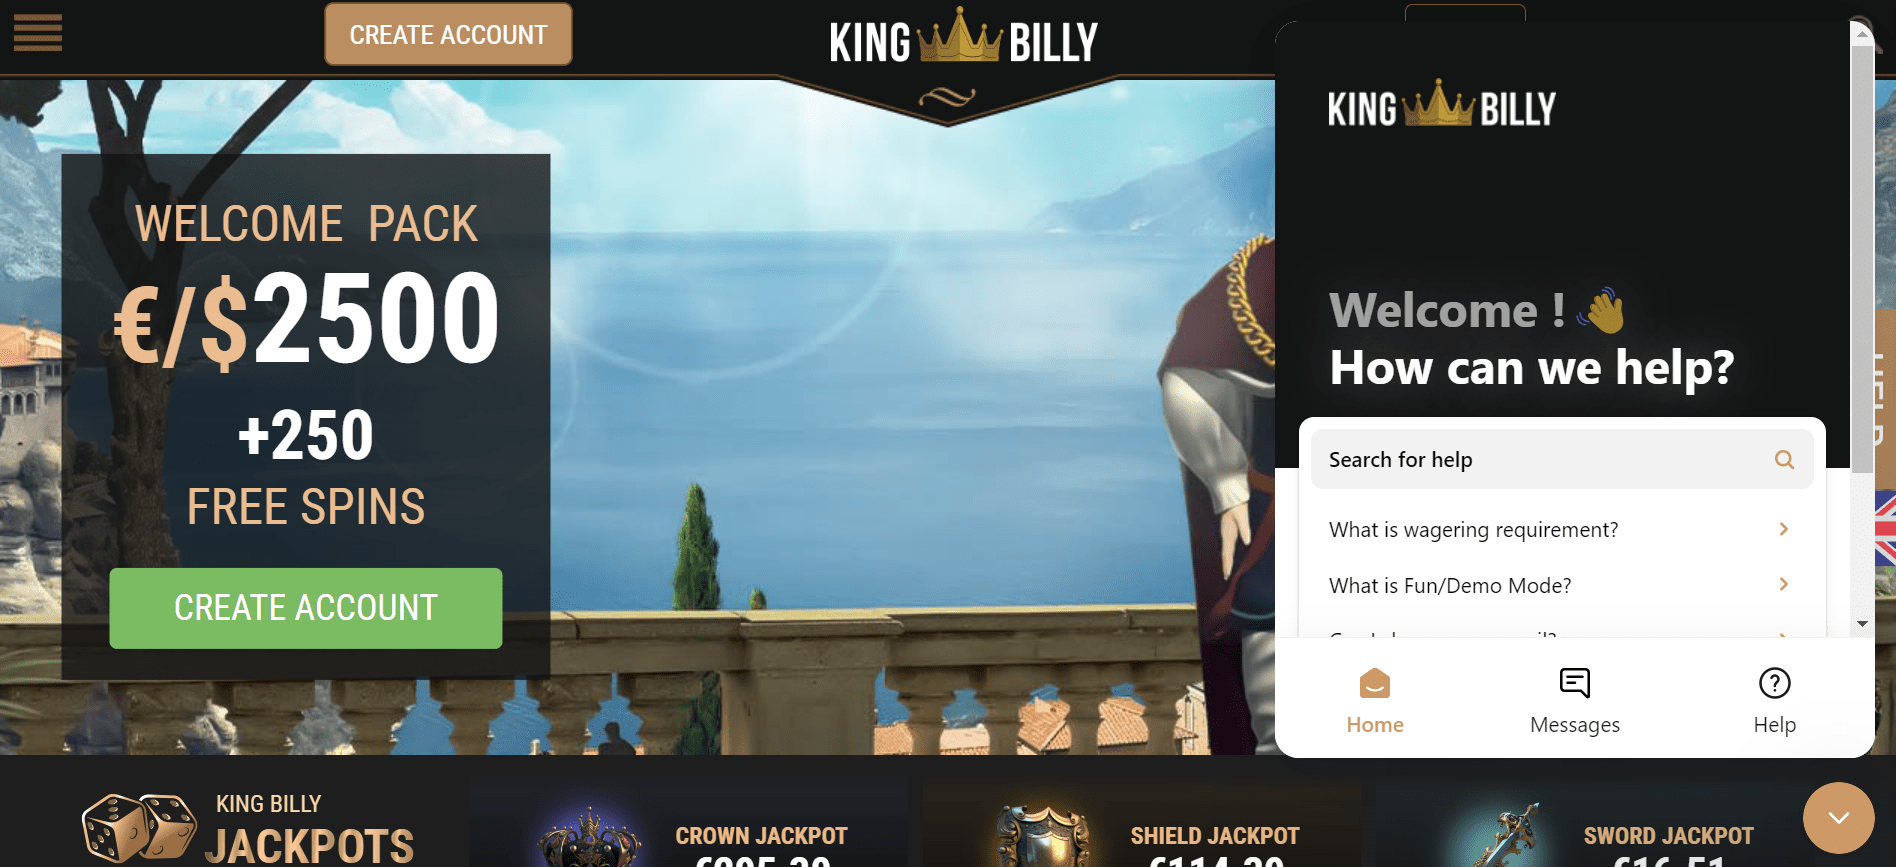 CREATE ACCOUNT
KING BILLY
WELCOME PACK
€/$2500
+250
FREE SPINS
CREATE ACCOUNT
KING BILLY
Welcome ! 👋
How can we help?
Search for help
What is wagering requirement?
What is Fun/Demo Mode?
Home
Messages
Help
HELP
KING BILLY
JACKPOTS
CROWN JACKPOT
SHIELD JACKPOT
SWORD JACKPOT